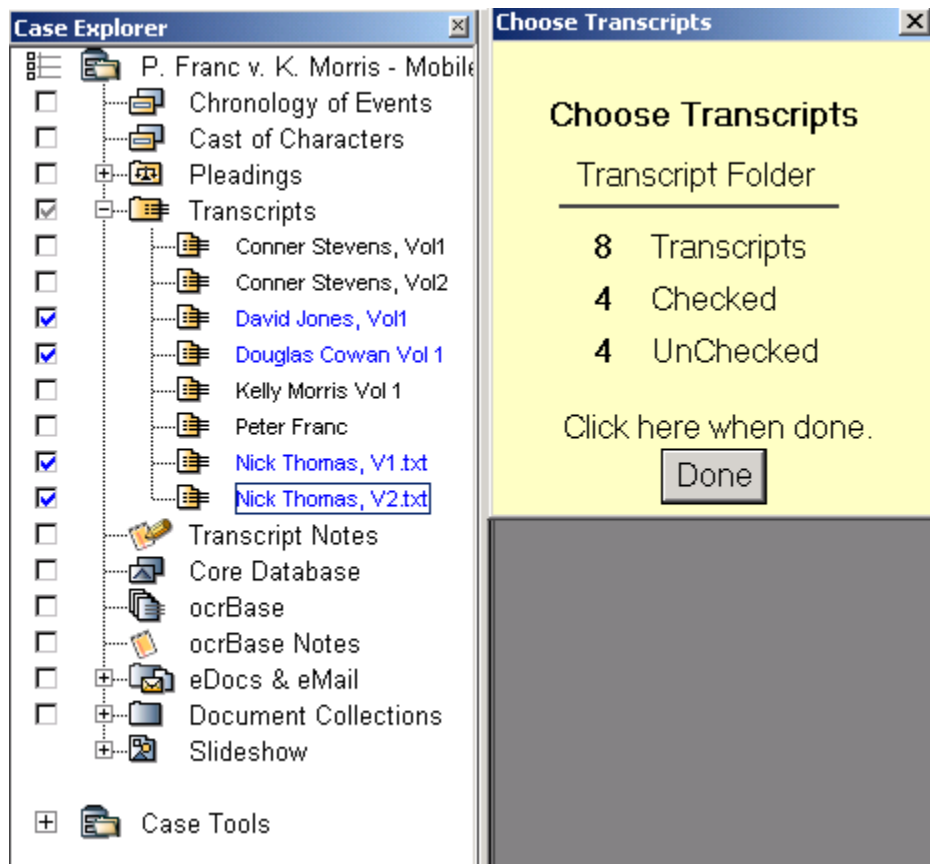 Case Explorer
P. Franc v. K. Morris - Mobile
Chronology of Events
Cast of Characters
Pleadings
Transcripts
Conner Stevens, Vol1
Conner Stevens, Vol2
David Jones, Vol1
Douglas Cowan Vol 1
Kelly Morris Vol 1
Peter Franc
Nick Thomas, V1.txt
Nick Thomas, V2.txt
Transcript Notes
Core Database
ocrBase
ocrBase Notes
eDocs & eMail
Document Collections
Slideshow
Case Tools
Choose Transcripts
Choose Transcripts
Transcript Folder
8 Transcripts
4 Checked
4 UnChecked
Click here when done.
Done